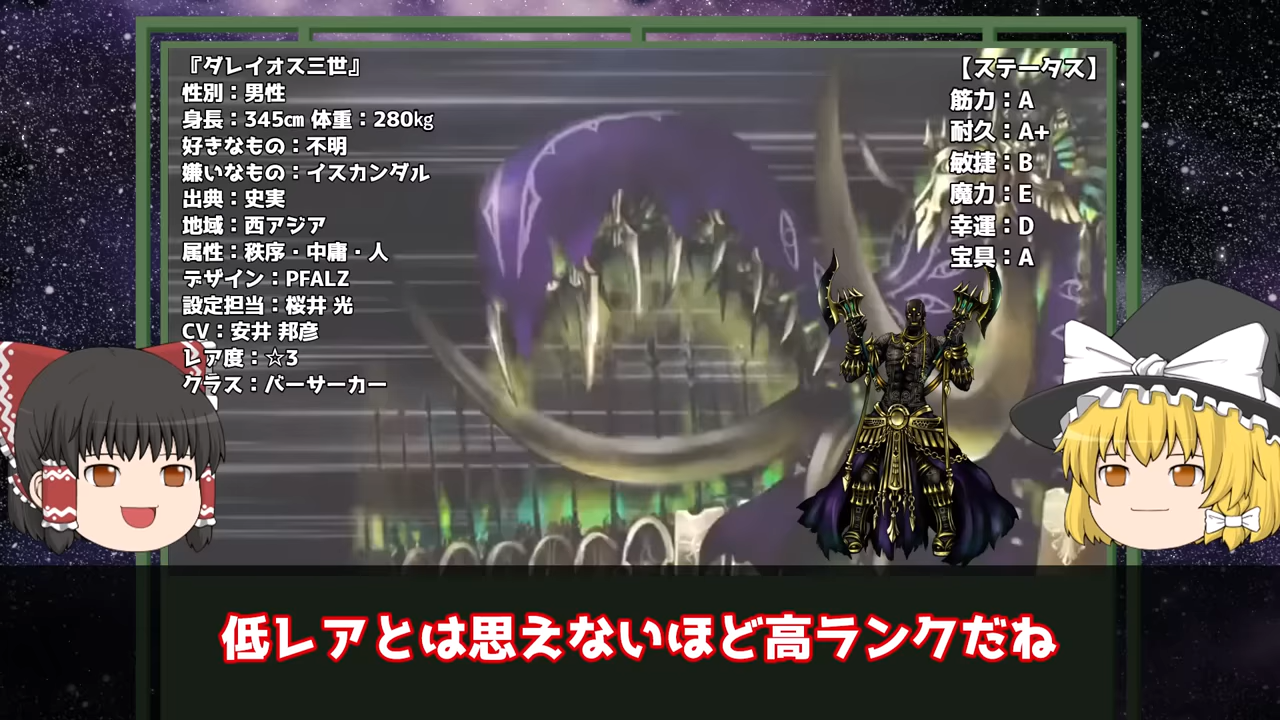 『ダレイオス三世』
性別：男性
身長：345㎝ 体重：280㎏
好きなもの：不明
嫌いなもの：イスカンダル
出典：史実
地域：西アジア
属性：秩序・中庸・人
デザイン：PFALZ
設定担当：桜井 光
CV：安井 邦彦
レア度：☆3
クラス：バーサーカー
【ステータス】
筋力：A
耐久：A+
敏捷：B
魔力：E
幸運：D
宝具：A
低レアとは思えないほど高ランクだね